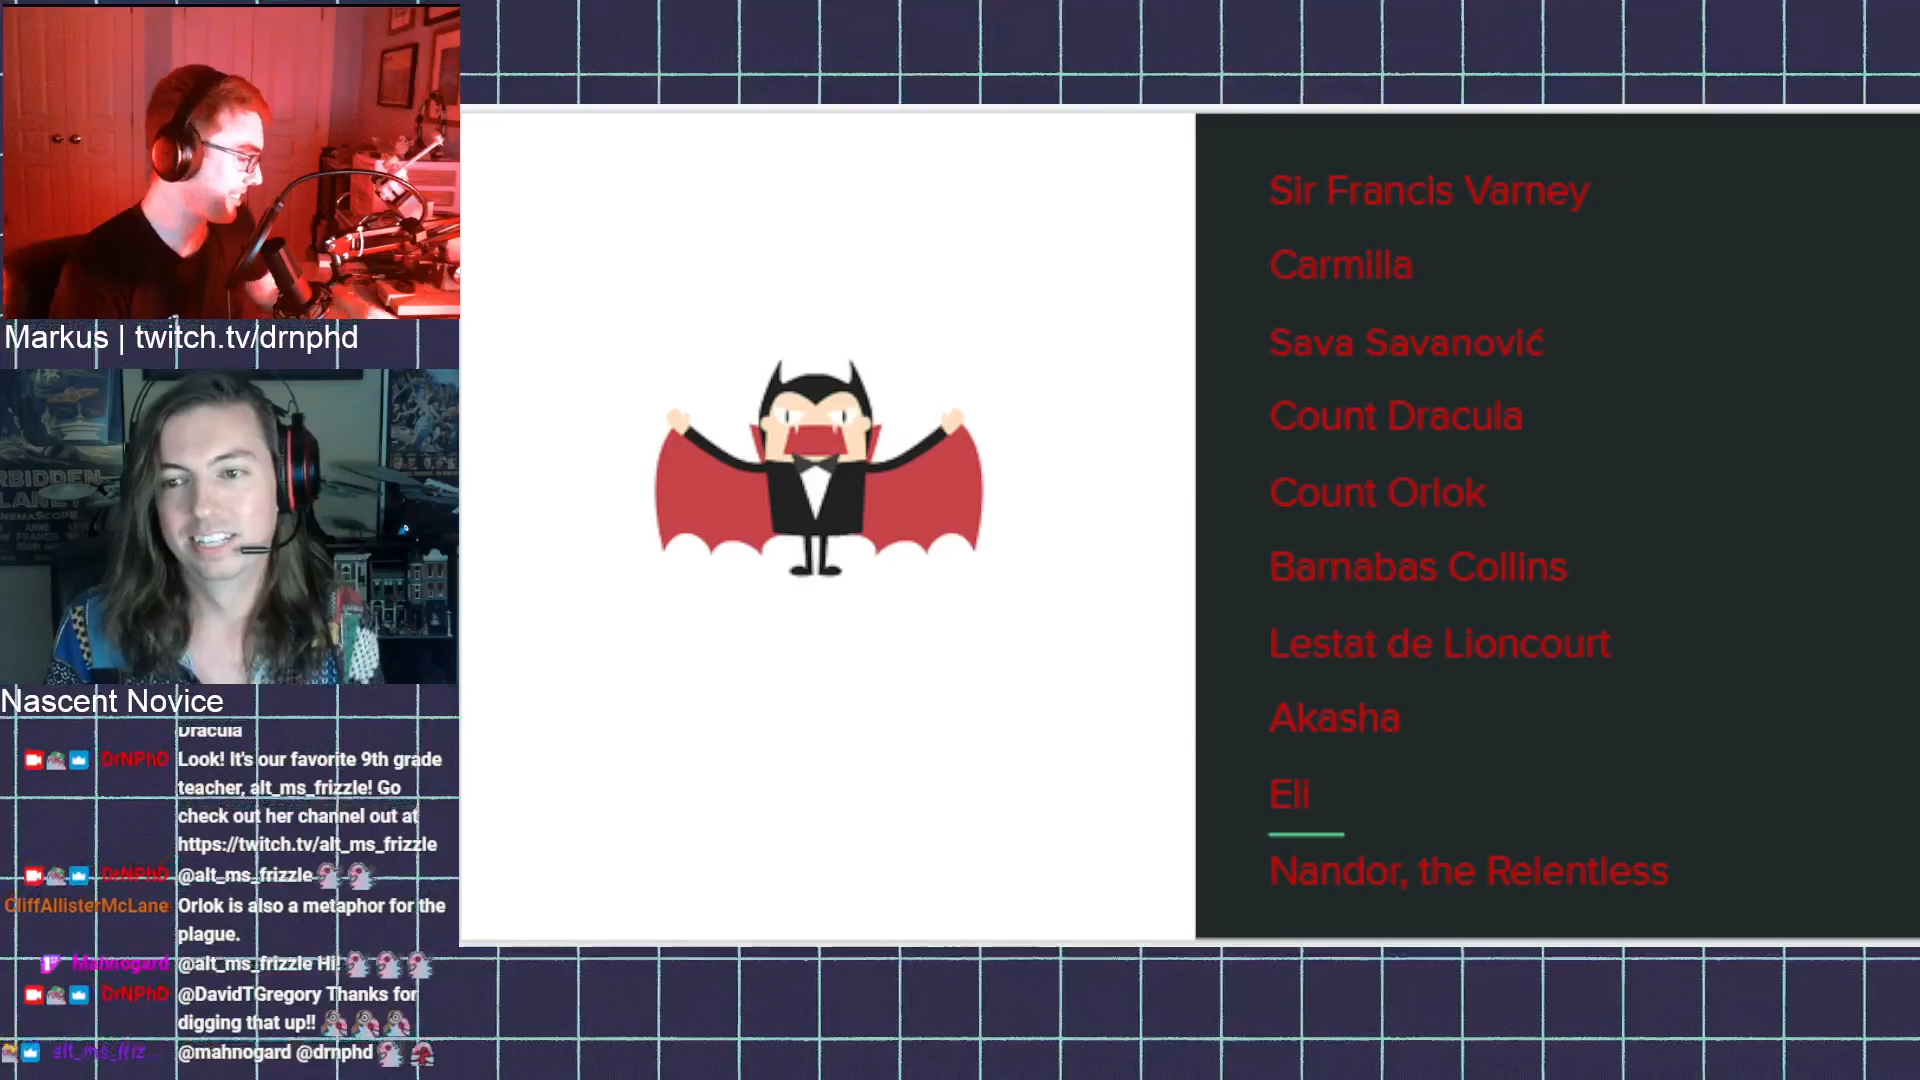 Markus | twitch.tv/drnphd
Nascent Novice
Dracula
DrNPhD Look! It's our favorite 9th grade
teacher, alt_ms_frizzle! Go
check out her channel out at
https://twitch.tv/alt_ms_frizzle
DrNPhD @alt_ms_frizzle
CliffAllisterMcLane Orlok is also a metaphor for the
plague.
Mahnogard @alt_ms_frizzle Hi!
DrNPhD @DavidTGregory Thanks for
digging that up!!
alt_ms_friz... @mahnogard @drnphd
Sir Francis Varney
Carmilla
Sava Savanović
Count Dracula
Count Orlok
Barnabas Collins
Lestat de Lioncourt
Akasha
Eli
Nandor, the Relentless